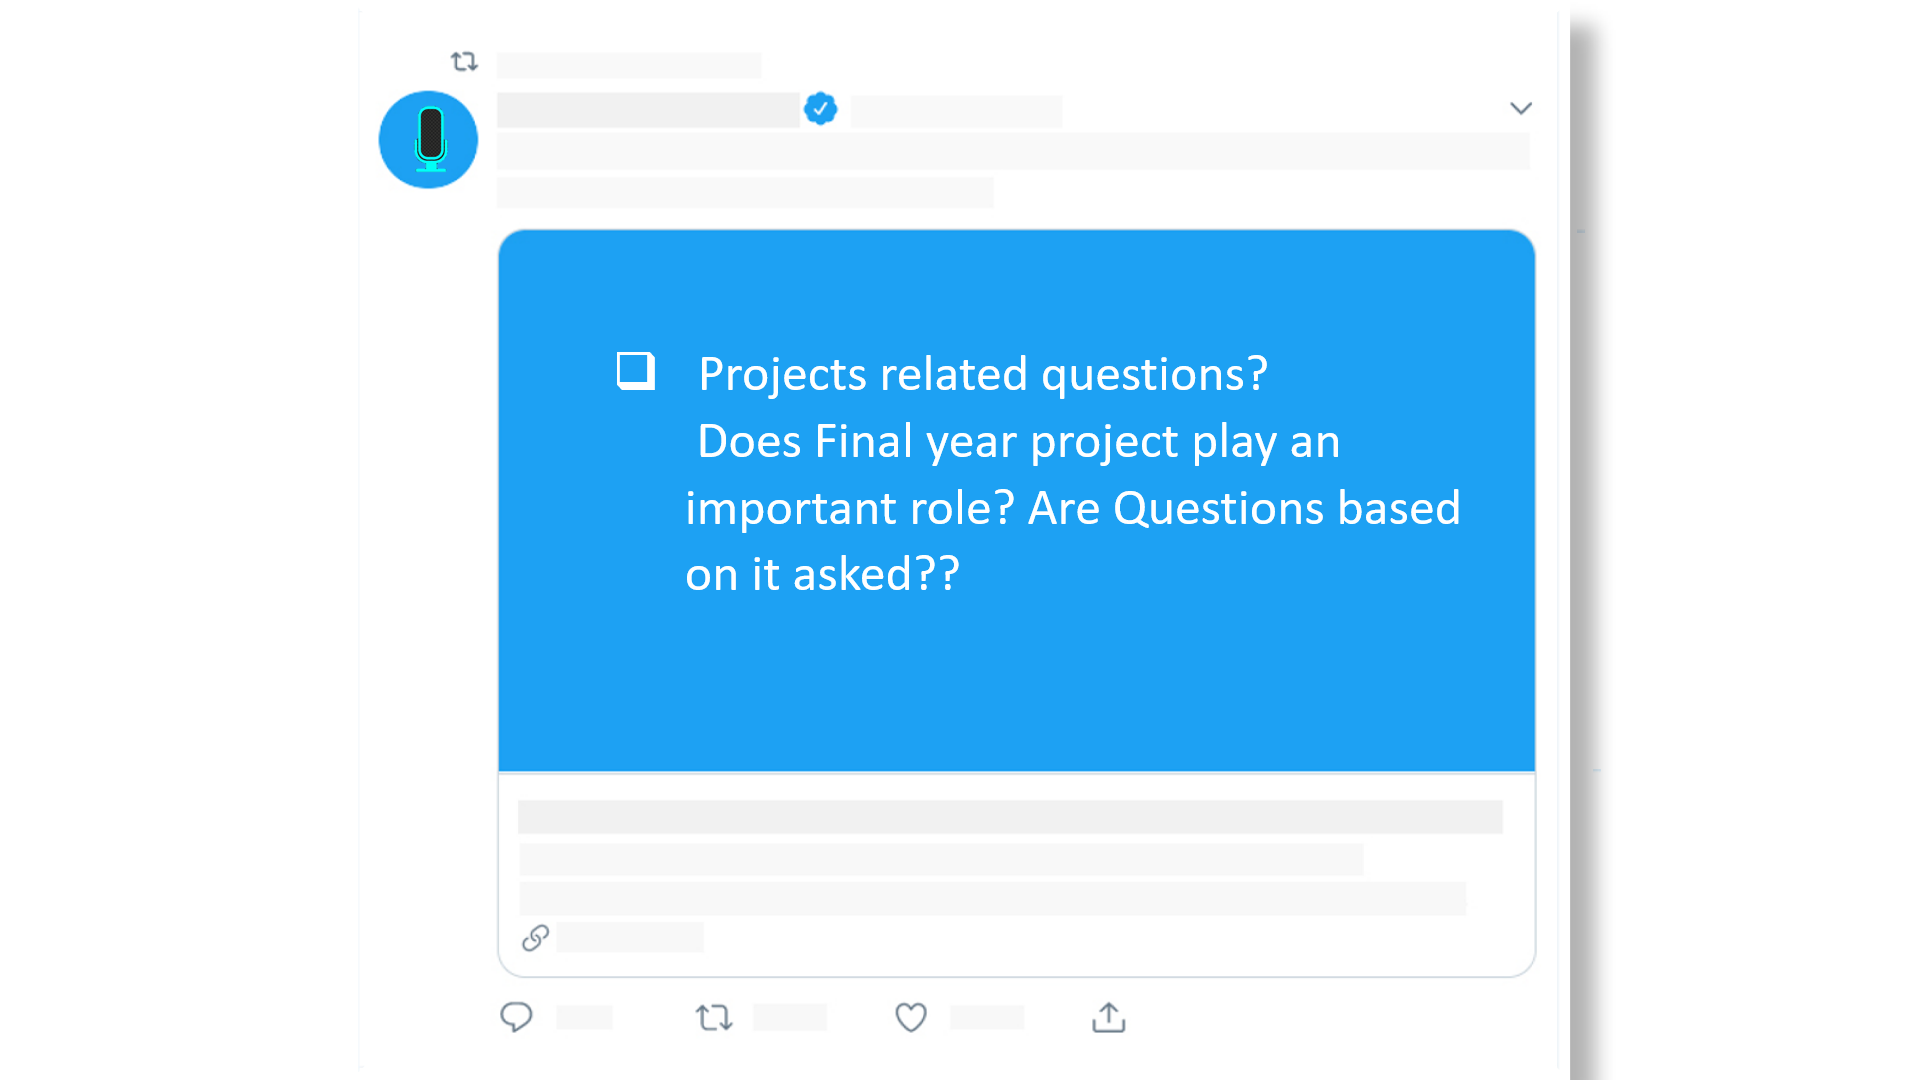 Projects related questions?
Does Final year project play an
important role? Are Questions based
on it asked??